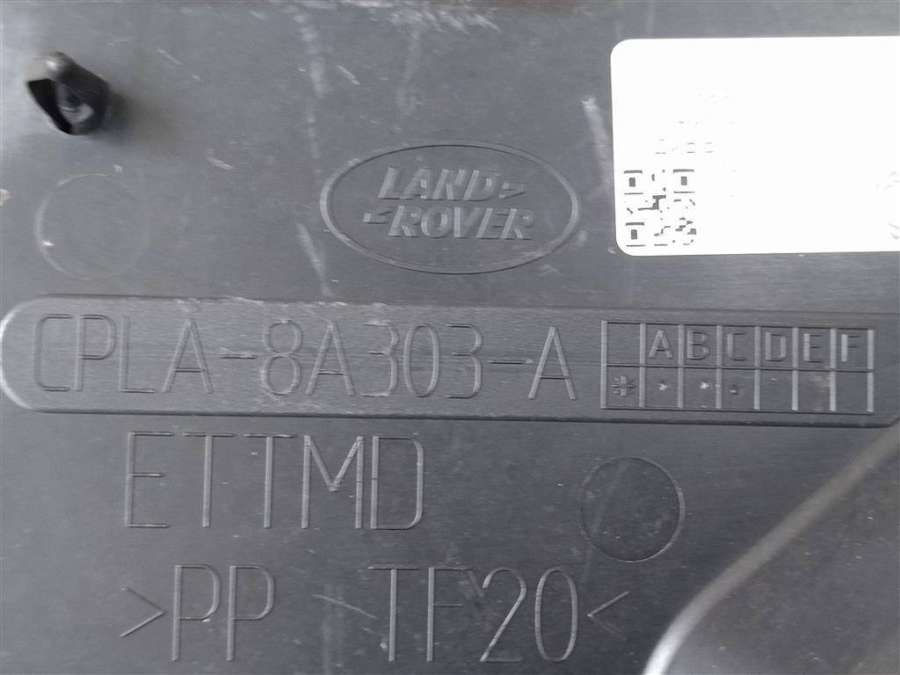 LAND
ROVER
CPLA-8A303-A
A B C D E F
*
ETTMD
>PP TF20<